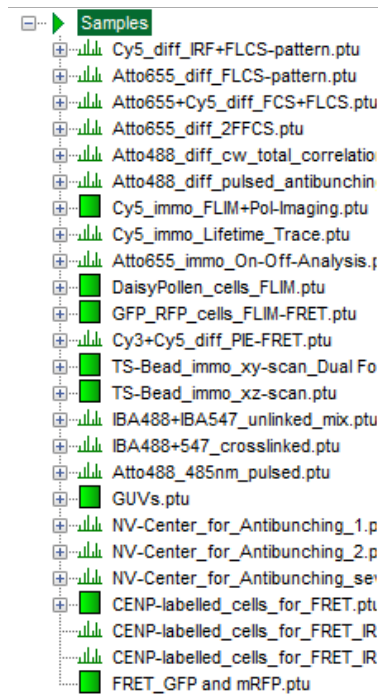 Samples
Cy5_diff_IRF+FLCS-pattern.ptu
Atto655_diff_FLCS-pattern.ptu
Atto655+Cy5_diff_FCS+FLCS.ptu
Atto655_diff_2FFCS.ptu
Atto488_diff_cw_total_correlatio
Atto488_diff_pulsed_antibunchin
Cy5_immo_FLIM+Pol-Imaging.ptu
Cy5_immo_Lifetime_Trace.ptu
Atto655_immo_On-Off-Analysis.p
DaisyPollen_cells_FLIM.ptu
GFP_RFP_cells_FLIM-FRET.ptu
Cy3+Cy5_diff_PIE-FRET.ptu
TS-Bead_immo_xy-scan_Dual Fo
TS-Bead_immo_xz-scan.ptu
IBA488+IBA547_unlinked_mix.ptu
IBA488+547_crosslinked.ptu
Atto488_485nm_pulsed.ptu
GUVs.ptu
NV-Center_for_Antibunching_1.p
NV-Center_for_Antibunching_2.p
NV-Center_for_Antibunching_sev
CENP-labelled_cells_for_FRET.ptu
CENP-labelled_cells_for_FRET_IR
CENP-labelled_cells_for_FRET_IR
FRET_GFP and mRFP.ptu